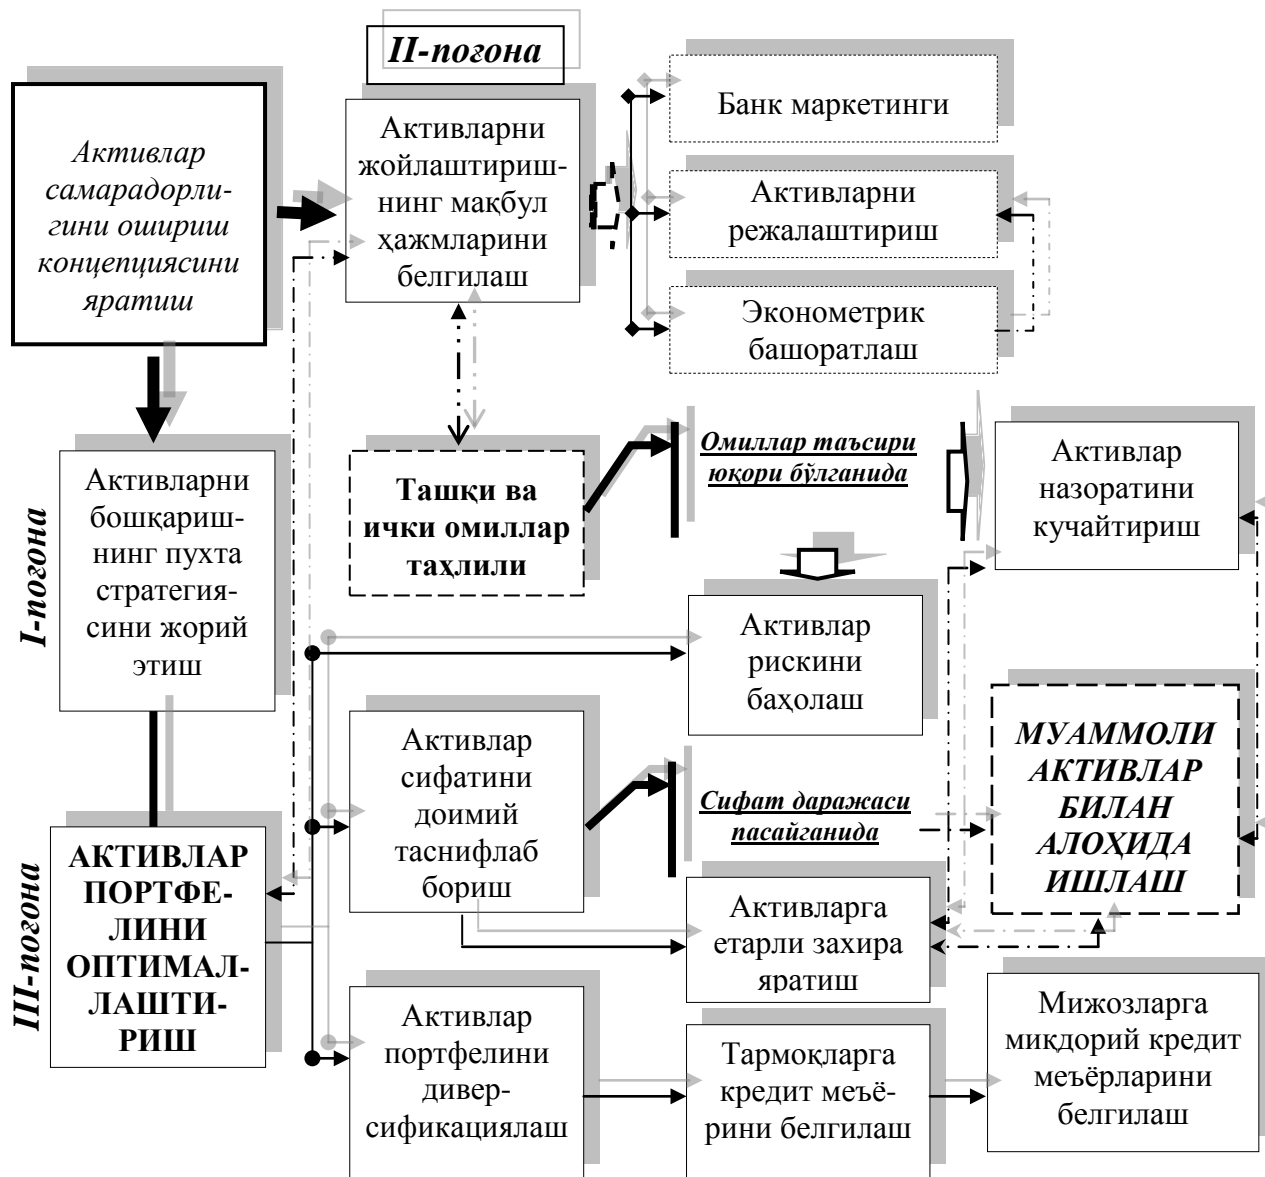 II-поғона
Активлар
самарадорли-
гини ошириш
концепциясини
яратиш
Активларни
жойлаштириш-
нинг мақбул
ҳажмларини
белгилаш
Банк маркетинги
Активларни
режалаштириш
Эконометрик
башоратлаш
I-поғона
Активларни
бошқариш-
нинг пухта
стратегия-
сини жорий
этиш
Ташқи ва
ички омиллар
таҳлили
Омиллар таъсири
юқори бўлганида
Активлар
назоратини
кучайтириш
Активлар
рискини
баҳолаш
III-поғона
АКТИВЛАР
ПОРТФЕ-
ЛИНИ
ОПТИМАЛ-
ЛАШТИ-
РИШ
Активлар
сифатини
доимий
таснифлаб
бориш
Сифат даражаси
пасайганида
МУАММОЛИ
АКТИВЛАР
БИЛАН
АЛОҲИДА
ИШЛАШ
Активларга
етарли захира
яратиш
Активлар
портфелини
дивер-
сификациялаш
Тармоқларга
кредит меъё-
рини белгилаш
Мижозларга
миқдорий кредит
меъёрларини
белгилаш